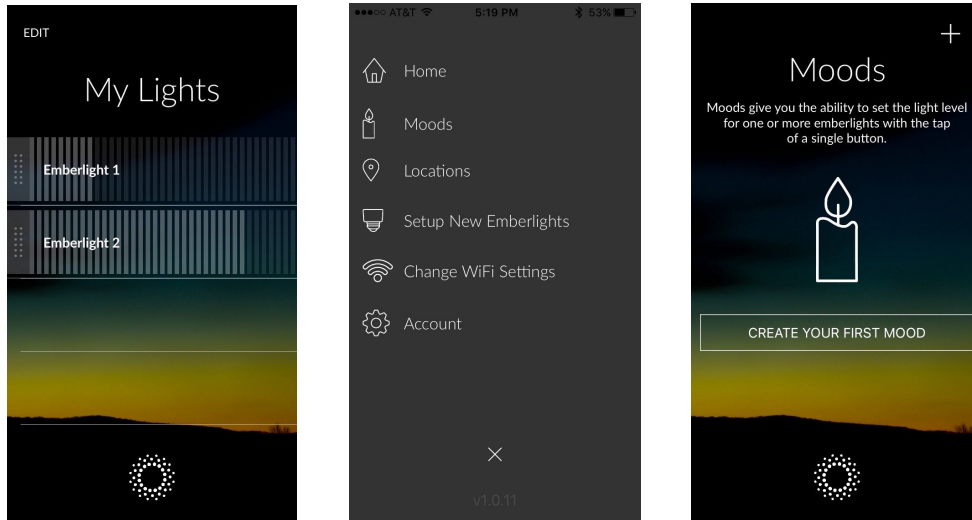 EDIT
My Lights
Emberlight 1
Emberlight 2
●●●○○ AT&T 5:19 PM 53%
Home
Moods
Locations
Setup New Emberlights
Change WiFi Settings
Account
v1.0.11
Moods
Moods give you the ability to set the light level
for one or more emberlights with the tap
of a single button.
CREATE YOUR FIRST MOOD